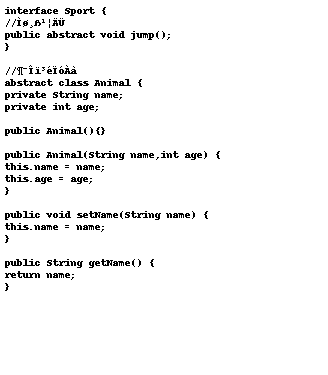 interface Sport {
//Ìø¸ß¹¦ÄÜ
public abstract void jump();
}
//¶¯Îï³éÏóÀà
abstract class Animal {
private String name;
private int age;
public Animal(){}
public Animal(String name,int age) {
this.name = name;
this.age = age;
}
public void setName(String name) {
this.name = name;
}
public String getName() {
return name;
}